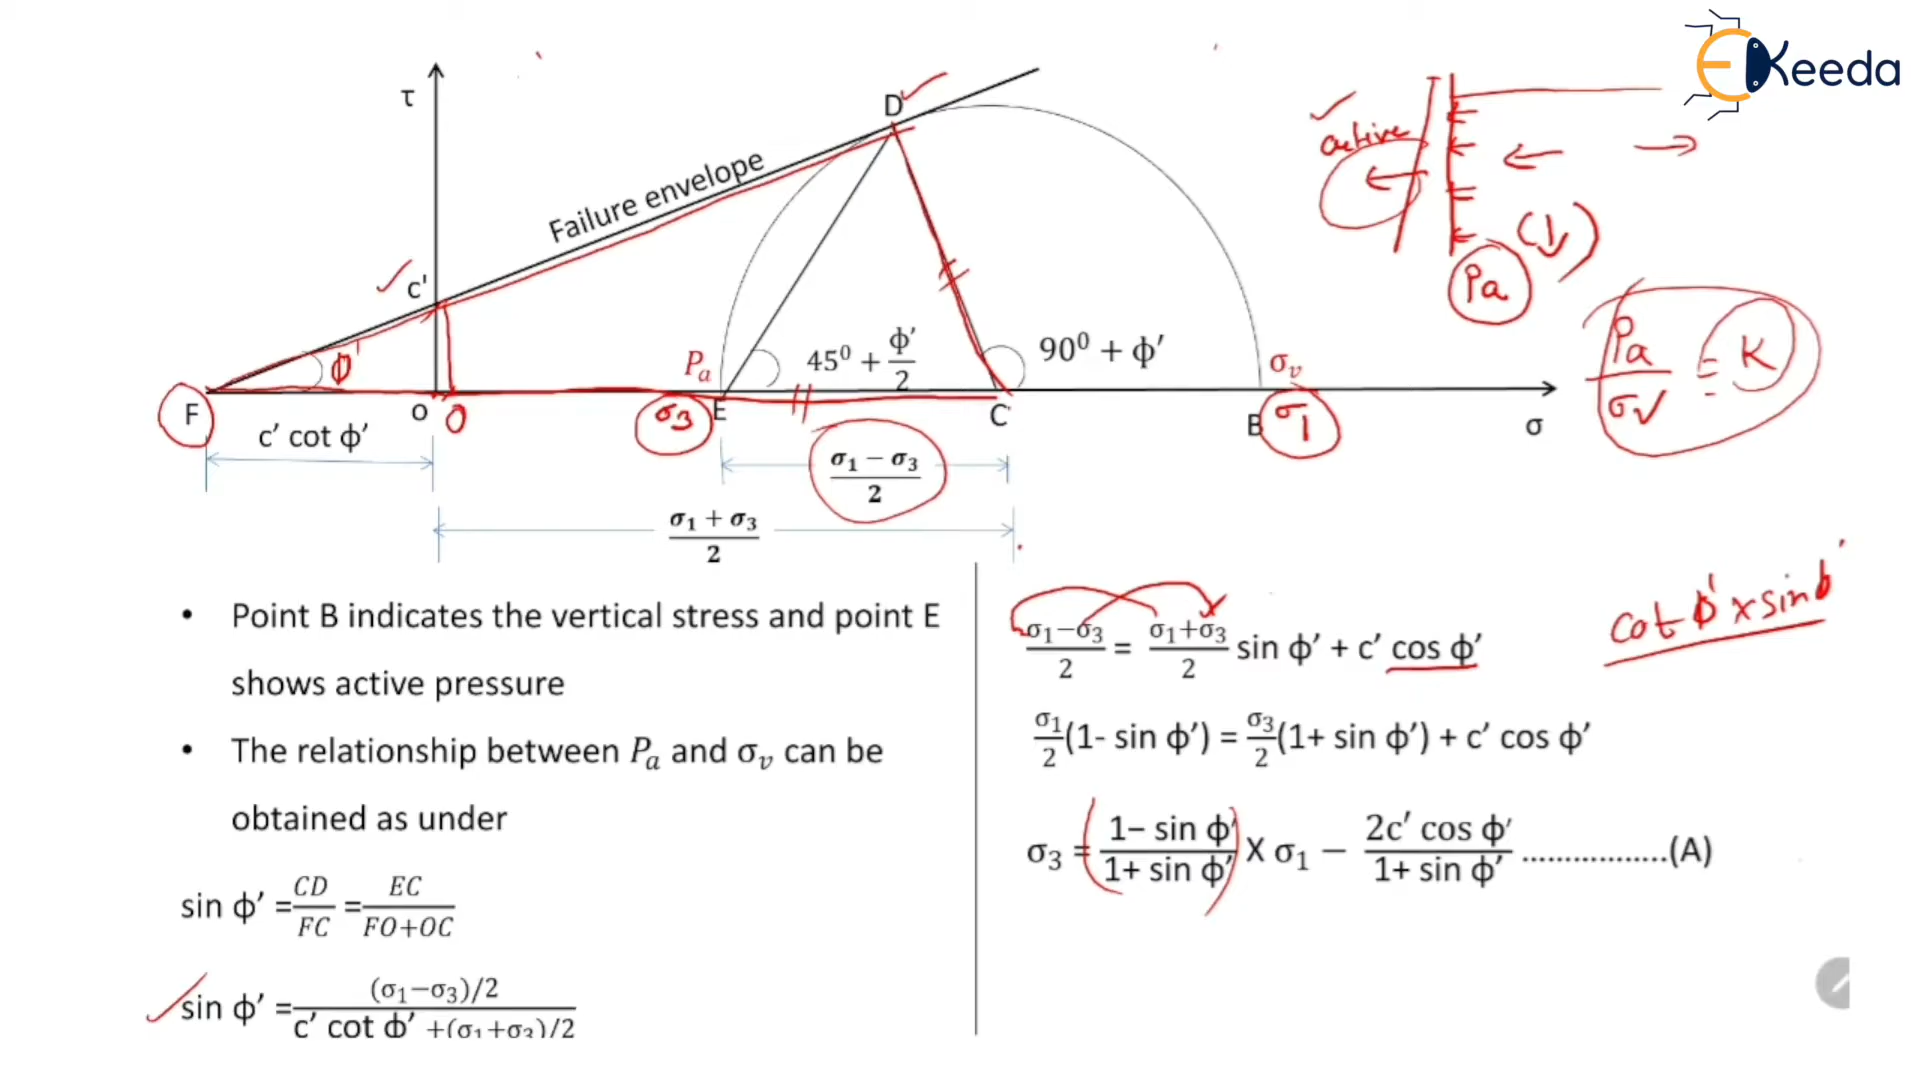 EKeeda
τ
D
active
Failure envelope
c'
Pa
ϕ'
P_a
45⁰ + ϕ′/2
90⁰ + ϕ′
σ_v
Pa/σv = K
F
O
O
σ3
E
C
B
σ1
σ
c′ cot ϕ′
(σ₁ − σ₃)/2
(σ₁ + σ₃)/2
• Point B indicates the vertical stress and point E
shows active pressure
• The relationship between P_a and σ_v can be
obtained as under
sin ϕ′ = CD/FC = EC/(FO+OC)
sin ϕ′ = (σ₁−σ₃)/2 / (c′ cot ϕ′ +(σ₁+σ₃)/2)
(σ₁−σ₃)/2 = (σ₁+σ₃)/2 sin ϕ′ + c′ cos ϕ′
cot ϕ' x sin ϕ'
σ₁/2 (1- sin ϕ′) = σ₃/2 (1+ sin ϕ′) + c′ cos ϕ′
σ₃ = (1− sin ϕ′)/(1+ sin ϕ′) X σ₁ − 2c′ cos ϕ′/(1+ sin ϕ′) .................(A)